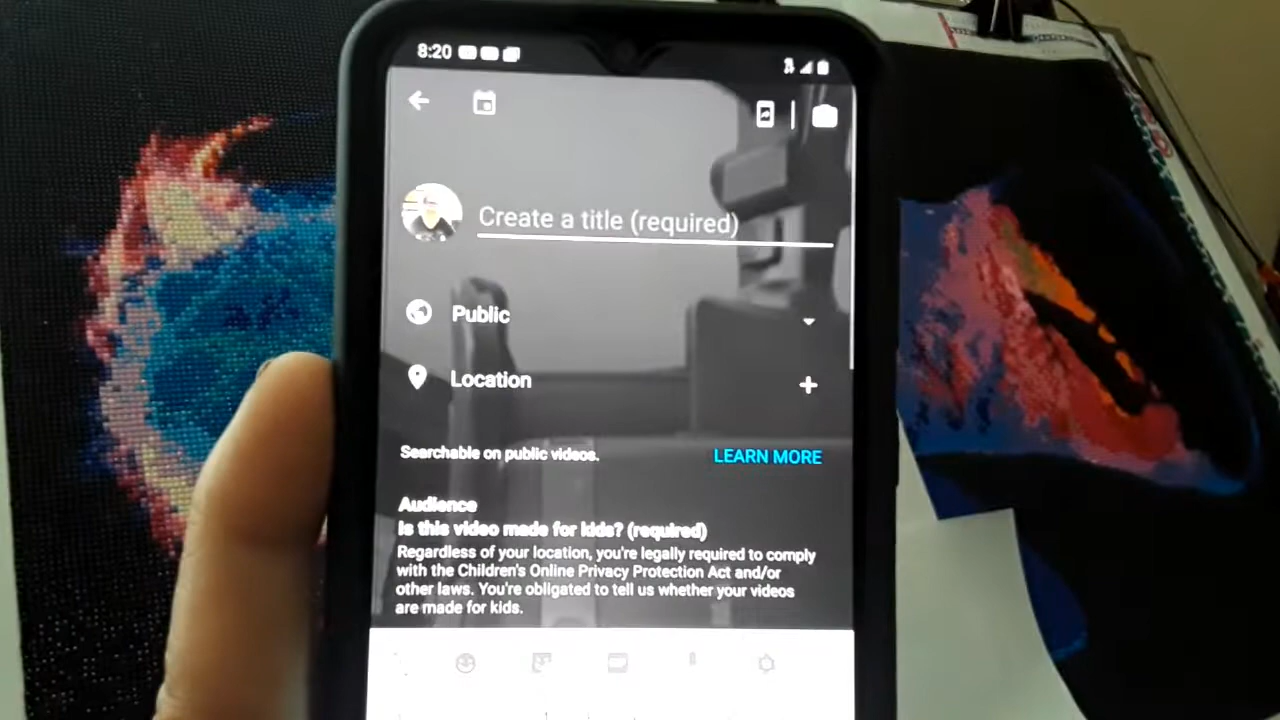 8:20
Create a title (required)
Public
Location
Searchable on public videos.
LEARN MORE
Audience
Is this video made for kids? (required)
Regardless of your location, you're legally required to comply
with the Children's Online Privacy Protection Act and/or
other laws. You're obligated to tell us whether your videos
are made for kids.